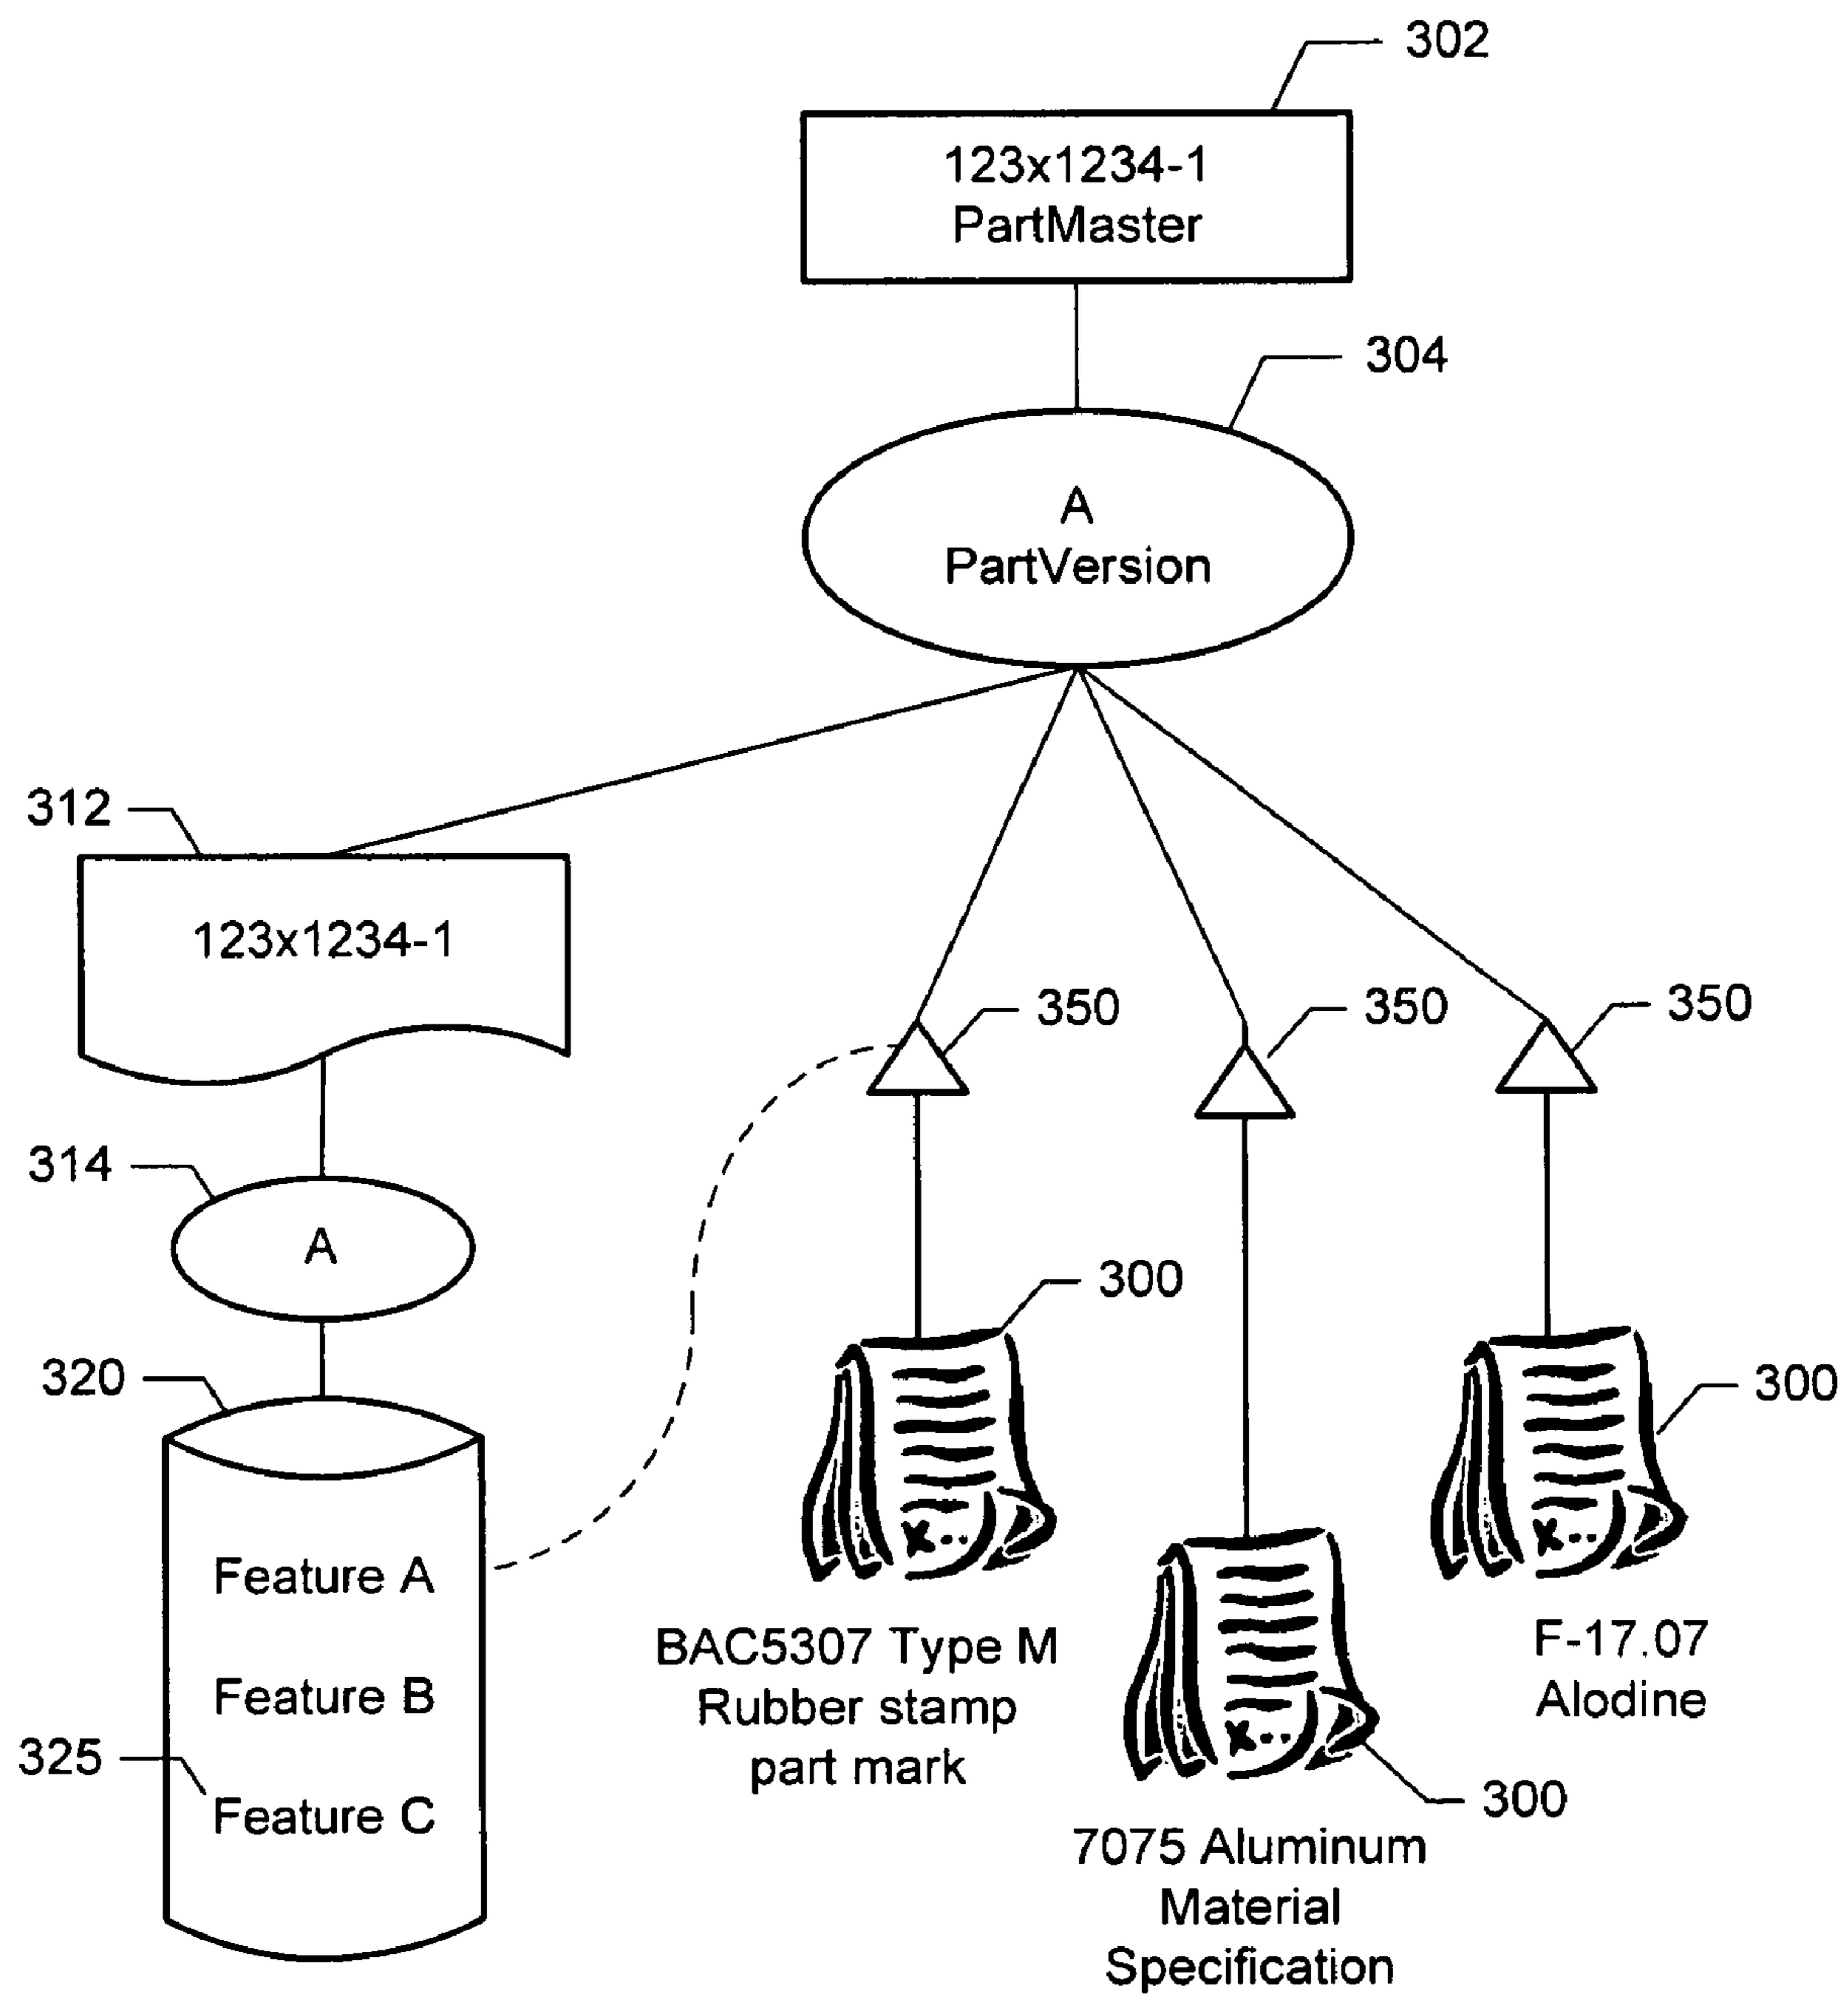 302
123x1234-1
PartMaster
304
A
PartVersion
312
123x1234-1
350
350
350
314
A
300
320
300
Feature A
Feature B
325
Feature C
BAC5307 Type M
Rubber stamp
part mark
F-17.07
Alodine
300
7075 Aluminum
Material
Specification